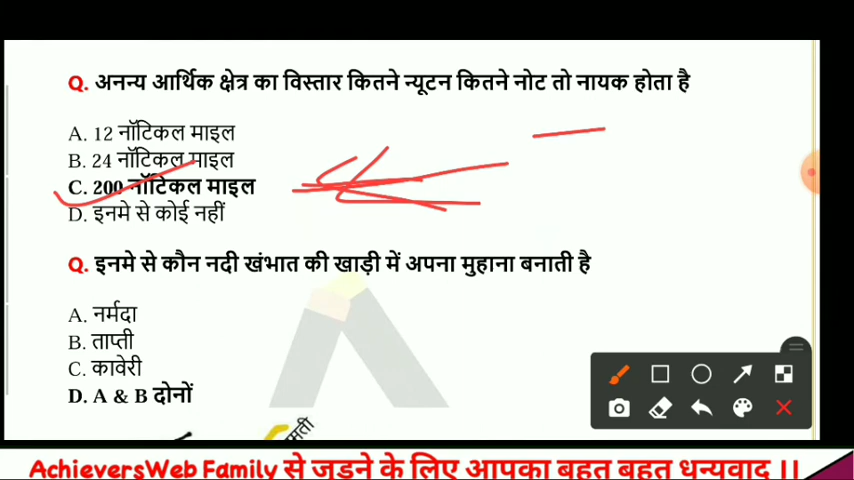 Q. अनन्य आर्थिक क्षेत्र का विस्तार कितने न्यूटन कितने नोट तो नायक होता है
A. 12 नॉटिकल माइल
B. 24 नॉटिकल माइल
C. 200 नॉटिकल माइल
D. इनमे से कोई नहीं
Q. इनमे से कौन नदी खंभात की खाड़ी में अपना मुहाना बनाती है
A. नर्मदा
B. ताप्ती
C. कावेरी
D. A & B दोनों
AchieversWeb Family से जुड़ने के लिए आपका बहुत बहुत धन्यवाद ।।